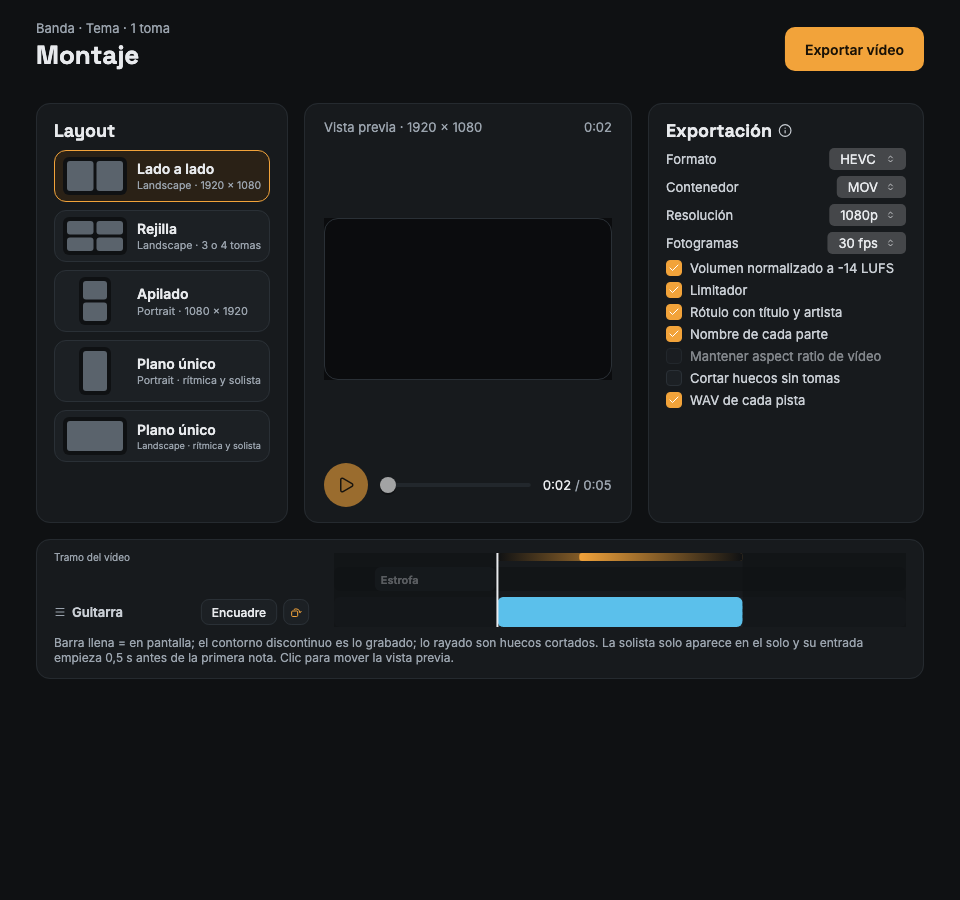 Banda · Tema · 1 toma
Montaje
Exportar vídeo
Layout
Lado a lado
Landscape · 1920 × 1080
Rejilla
Landscape · 3 o 4 tomas
Apilado
Portrait · 1080 × 1920
Plano único
Portrait · rítmica y solista
Plano único
Landscape · rítmica y solista
Vista previa · 1920 × 1080
0:02
0:02 / 0:05
Exportación
Formato
HEVC
Contenedor
MOV
Resolución
1080p
Fotogramas
30 fps
Volumen normalizado a -14 LUFS
Limitador
Rótulo con título y artista
Nombre de cada parte
Mantener aspect ratio de vídeo
Cortar huecos sin tomas
WAV de cada pista
Tramo del vídeo
Estrofa
Guitarra
Encuadre
Barra llena = en pantalla; el contorno discontinuo es lo grabado; lo rayado son huecos cortados. La solista solo aparece en el solo y su entrada
empieza 0,5 s antes de la primera nota. Clic para mover la vista previa.